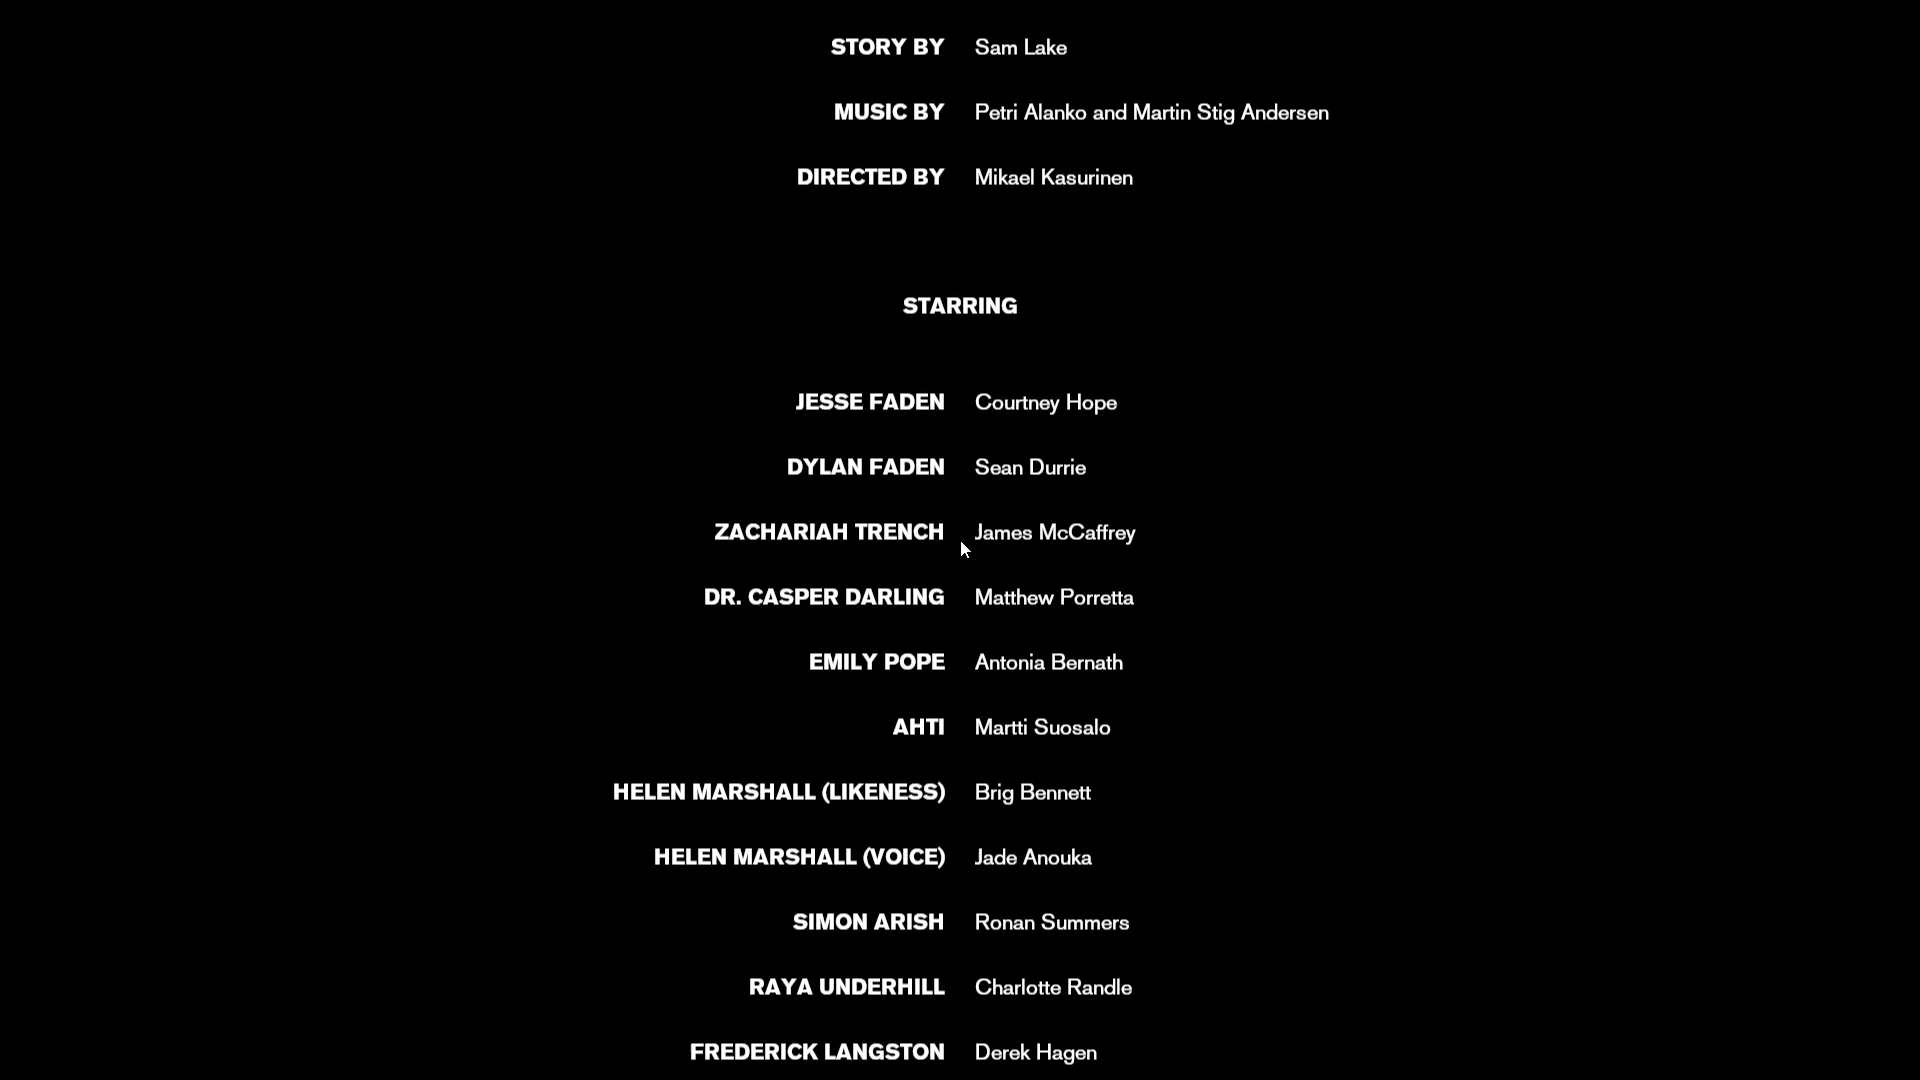 STORY BY Sam Lake
MUSIC BY Petri Alanko and Martin Stig Andersen
DIRECTED BY Mikael Kasurinen
STARRING
JESSE FADEN Courtney Hope
DYLAN FADEN Sean Durrie
ZACHARIAH TRENCH James McCaffrey
DR. CASPER DARLING Matthew Porretta
EMILY POPE Antonia Bernath
AHTI Martti Suosalo
HELEN MARSHALL (LIKENESS) Brig Bennett
HELEN MARSHALL (VOICE) Jade Anouka
SIMON ARISH Ronan Summers
RAYA UNDERHILL Charlotte Randle
FREDERICK LANGSTON Derek Hagen